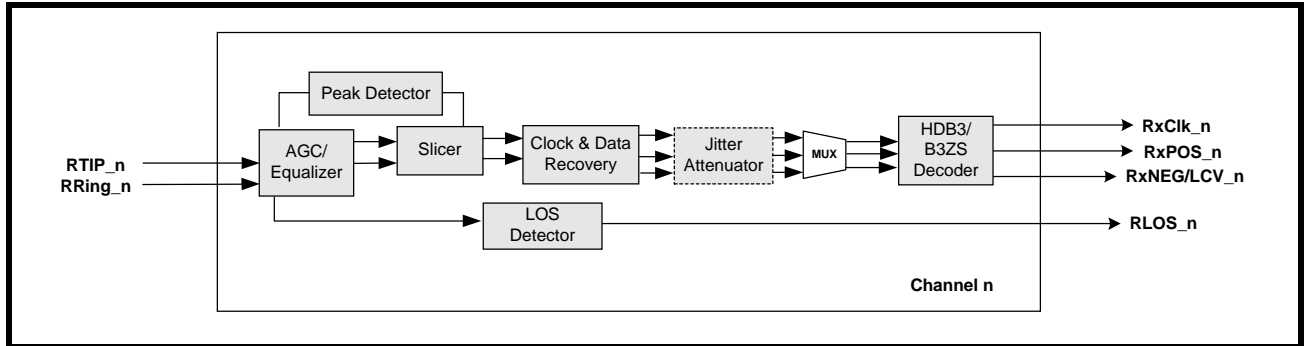 Peak Detector
AGC/
Equalizer
Slicer
Clock & Data
Recovery
Jitter
Attenuator
MUX
HDB3/
B3ZS
Decoder
RTIP_n
RRing_n
RxClk_n
RxPOS_n
RxNEG/LCV_n
LOS
Detector
RLOS_n
Channel n